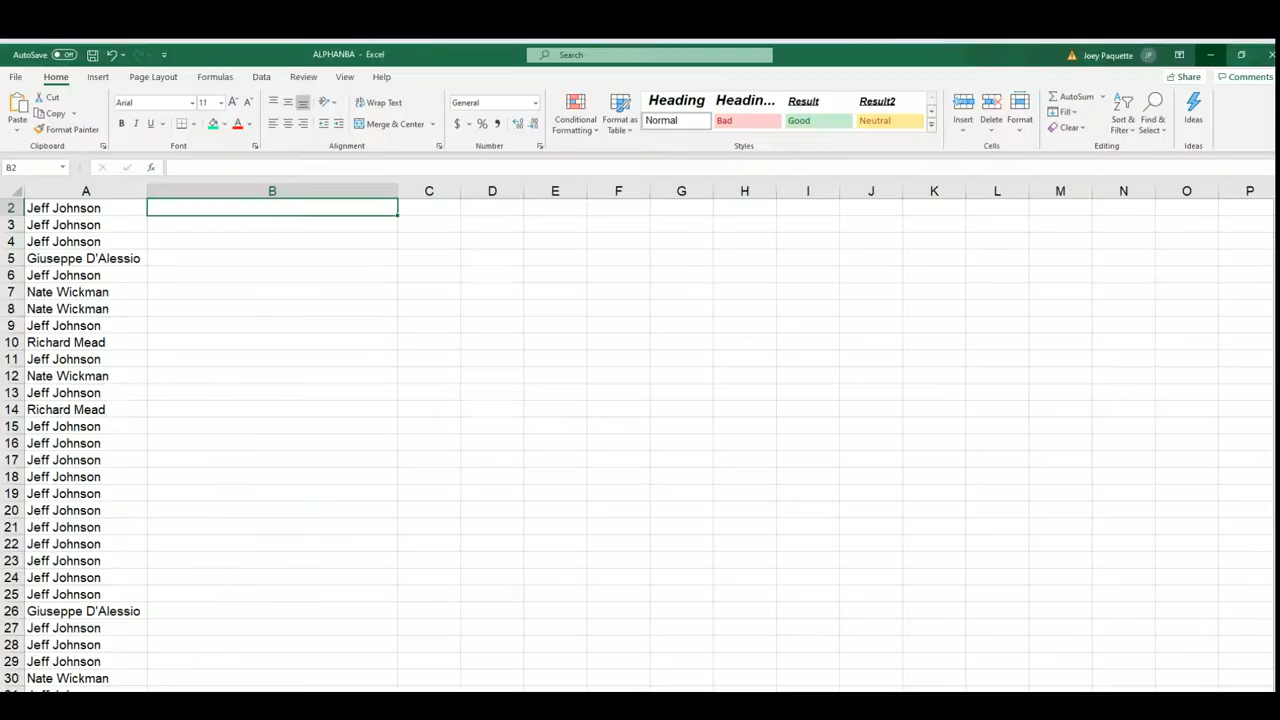 AutoSave Off
ALPHANBA - Excel
Search
Joey Paquette JP
File Home Insert Page Layout Formulas Data Review View Help
Share Comments
Paste
Cut
Copy
Format Painter
Clipboard
Arial 11
B I U
Font
Wrap Text
Merge & Center
Alignment
General
$ % 9
Number
Conditional Formatting
Format as Table
Heading Headin... Result Result2
Normal Bad Good Neutral
Styles
Insert Delete Format
Cells
AutoSum
Fill
Clear
Sort & Filter
Find & Select
Editing
Ideas
Ideas
B2 fx
A B C D E F G H I J K L M N O P
2 Jeff Johnson
3 Jeff Johnson
4 Jeff Johnson
5 Giuseppe D'Alessio
6 Jeff Johnson
7 Nate Wickman
8 Nate Wickman
9 Jeff Johnson
10 Richard Mead
11 Jeff Johnson
12 Nate Wickman
13 Jeff Johnson
14 Richard Mead
15 Jeff Johnson
16 Jeff Johnson
17 Jeff Johnson
18 Jeff Johnson
19 Jeff Johnson
20 Jeff Johnson
21 Jeff Johnson
22 Jeff Johnson
23 Jeff Johnson
24 Jeff Johnson
25 Jeff Johnson
26 Giuseppe D'Alessio
27 Jeff Johnson
28 Jeff Johnson
29 Jeff Johnson
30 Nate Wickman